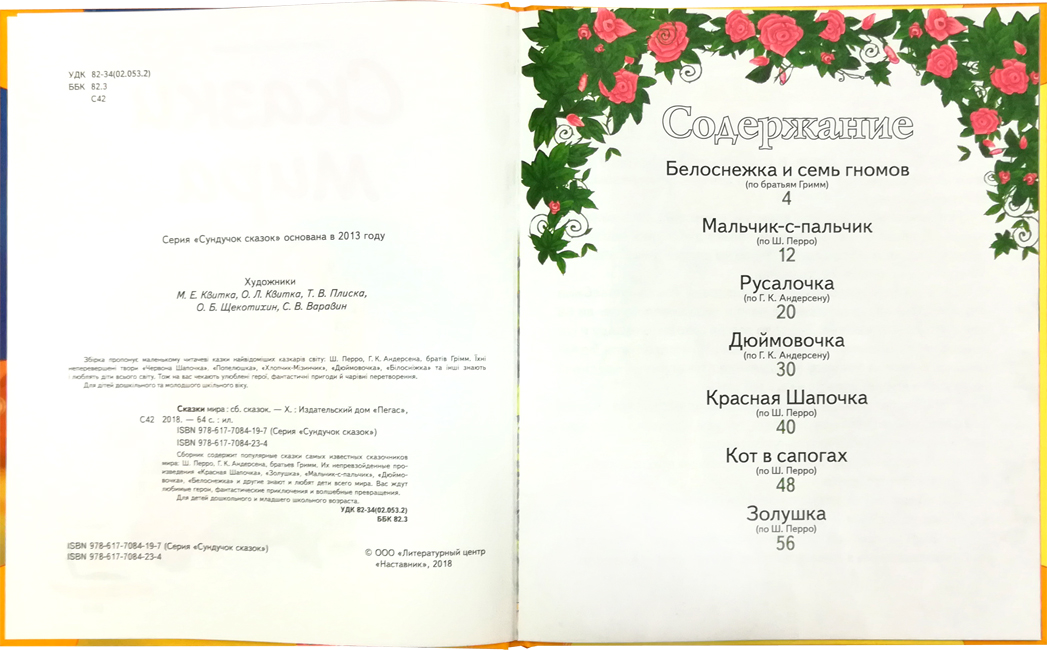 УДК 82-34(02.053.2)
ББК 82.3
С42
Серия «Сундучок сказок» основана в 2013 году
Художники
М. Е. Квитка, О. Л. Квитка, Т. В. Плиска,
О. Б. Щекотихин, С. В. Варавин
Збірка пропонує маленькому читачеві казки найвідоміших казкарів світу: Ш. Перро, Г. К. Андерсена, братів Грімм. Їхні
неперевершені твори «Червона Шапочка», «Попелюшка», «Хлопчик-Мізинчик», «Дюймовочка», «Білосніжка» та інші знають
і люблять діти всього світу. Тож на вас чекають улюблені герої, фантастичні пригоди й чарівні перетворення.
Для дітей дошкільного та молодшого шкільного віку.
Сказки мира : сб. сказок. — Х. : Издательский дом «Пегас»,
С42 2018. — 64 с. : ил.
ISBN 978-617-7084-19-7 (Серия «Сундучок сказок»)
ISBN 978-617-7084-23-4
Сборник содержит популярные сказки самых известных сказочников
мира: Ш. Перро, Г. К. Андерсена, братьев Гримм. Их непревзойденные про-
изведения «Красная Шапочка», «Золушка», «Мальчик-с-пальчик», «Дюймо-
вочка», «Белоснежка» и другие знают и любят дети всего мира. Вас ждут
любимые герои, фантастические приключения и волшебные превращения.
Для детей дошкольного и младшего школьного возраста.
УДК 82-34(02.053.2)
ББК 82.3
ISBN 978-617-7084-19-7 (Серия «Сундучок сказок»)
ISBN 978-617-7084-23-4
© ООО «Литературный центр
«Наставник», 2018
Содержание
Белоснежка и семь гномов
(по братьям Гримм)
4
Мальчик-с-пальчик
(по Ш. Перро)
12
Русалочка
(по Г. К. Андерсену)
20
Дюймовочка
(по Г. К. Андерсену)
30
Красная Шапочка
(по Ш. Перро)
40
Кот в сапогах
(по Ш. Перро)
48
Золушка
(по Ш. Перро)
56